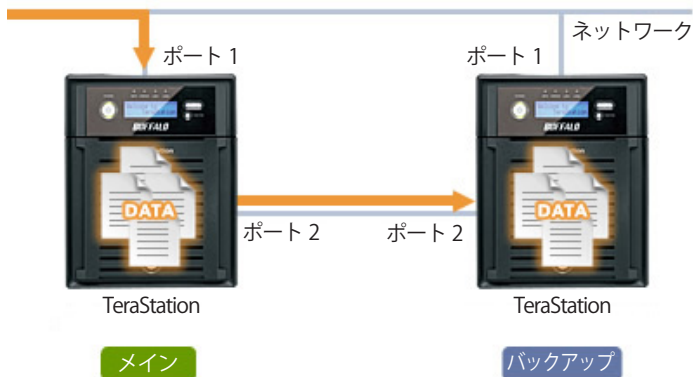 ネットワーク
ポート 1
ポート 1
BUFFALO
BUFFALO
DATA
DATA
ポート 2
ポート 2
TeraStation
TeraStation
メイン
バックアップ